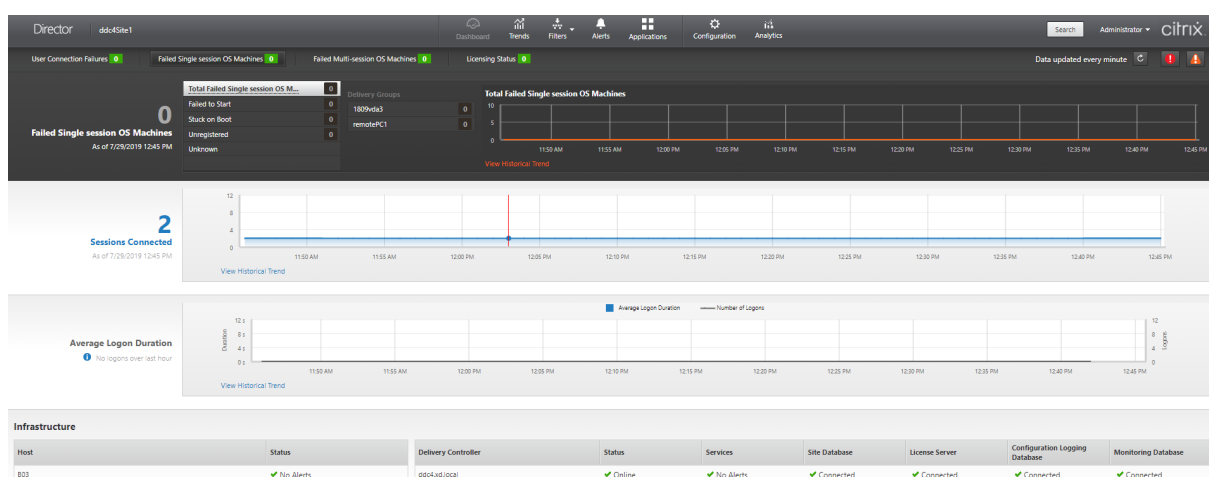 Director ddc4Site1 Dashboard Trends Filters Alerts Applications Configuration Analytics Search Administrator citrix
User Connection Failures 0 Failed Single session OS Machines 0 Failed Multi-session OS Machines 0 Licensing Status 0 Data updated every minute
0
Failed Single session OS Machines
As of 7/29/2019 12:45 PM
Total Failed Single session OS M... 0
Failed to Start 0
Stuck on Boot 0
Unregistered 0
Unknown
Delivery Groups
1809vda3 0
remotePC1 0
Total Failed Single session OS Machines
10
5
0
11:50 AM 11:55 AM 12:00 PM 12:05 PM 12:10 PM 12:15 PM 12:20 PM 12:25 PM 12:30 PM 12:35 PM 12:40 PM 12:45 PM
View Historical Trend
2
Sessions Connected
As of 7/29/2019 12:45 PM
12
8
4
0
11:50 AM 11:55 AM 12:00 PM 12:05 PM 12:10 PM 12:15 PM 12:20 PM 12:25 PM 12:30 PM 12:35 PM 12:40 PM 12:45 PM
View Historical Trend
Average Logon Duration
No logons over last hour
Average Logon Duration Number of Logons
Duration
12 s
8 s
4 s
0 s
12
8
4
0
Logons
11:50 AM 11:55 AM 12:00 PM 12:05 PM 12:10 PM 12:15 PM 12:20 PM 12:25 PM 12:30 PM 12:35 PM 12:40 PM 12:45 PM
View Historical Trend
Infrastructure
Host Status Delivery Controller Status Services Site Database License Server Configuration Logging Database Monitoring Database
B03 No Alerts ddc4.xd.local Online No Alerts Connected Connected Connected Connected